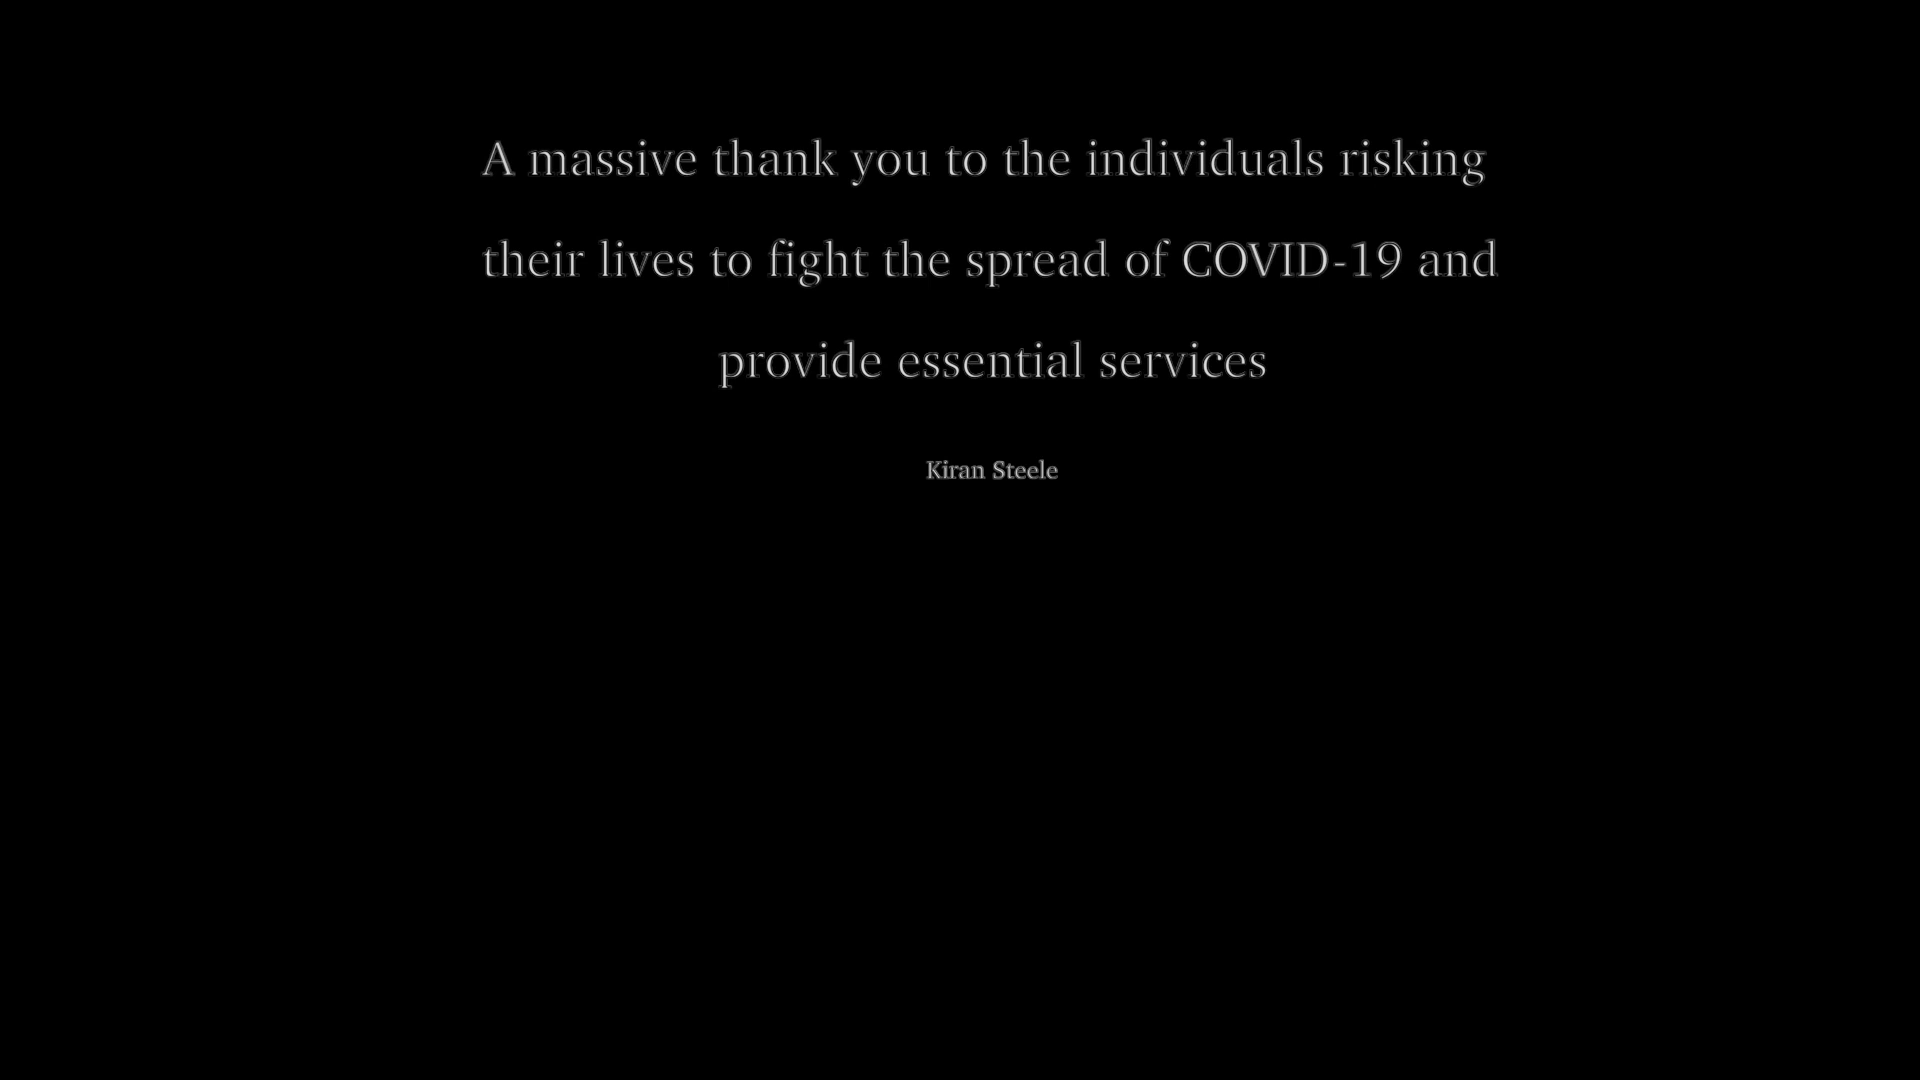 A massive thank you to the individuals risking
their lives to fight the spread of COVID-19 and
provide essential services
Kiran Steele